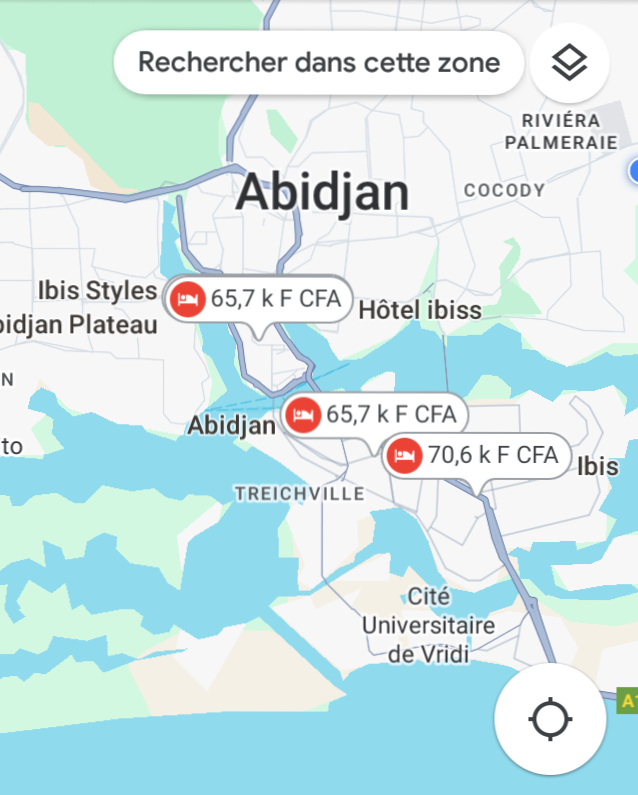 Rechercher dans cette zone
RIVIÉRA
PALMERAIE
Abidjan
COCODY
Ibis Styles
bidjan Plateau
65,7 k F CFA
Hôtel ibiss
N
Abidjan
65,7 k F CFA
to
70,6 k F CFA
Ibis
TREICHVILLE
Cité
Universitaire
de Vridi
A1